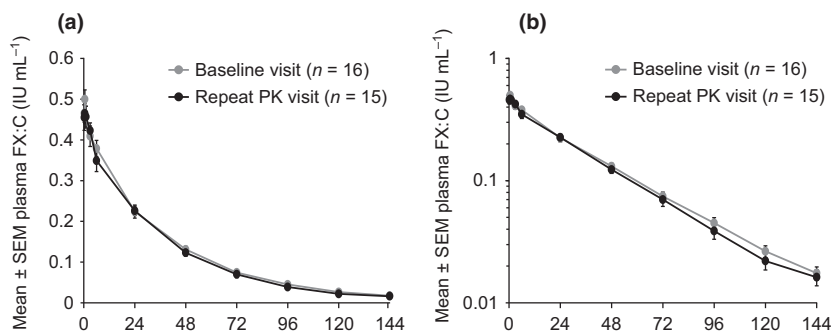 (a)
Mean ± SEM plasma FX:C (IU mL⁻¹)
0.6
0.5
0.4
0.3
0.2
0.1
0
Baseline visit (n = 16)
Repeat PK visit (n = 15)
0 24 48 72 96 120 144
(b)
Mean ± SEM plasma FX:C (IU mL⁻¹)
1
0.1
0.01
Baseline visit (n = 16)
Repeat PK visit (n = 15)
0 24 48 72 96 120 144